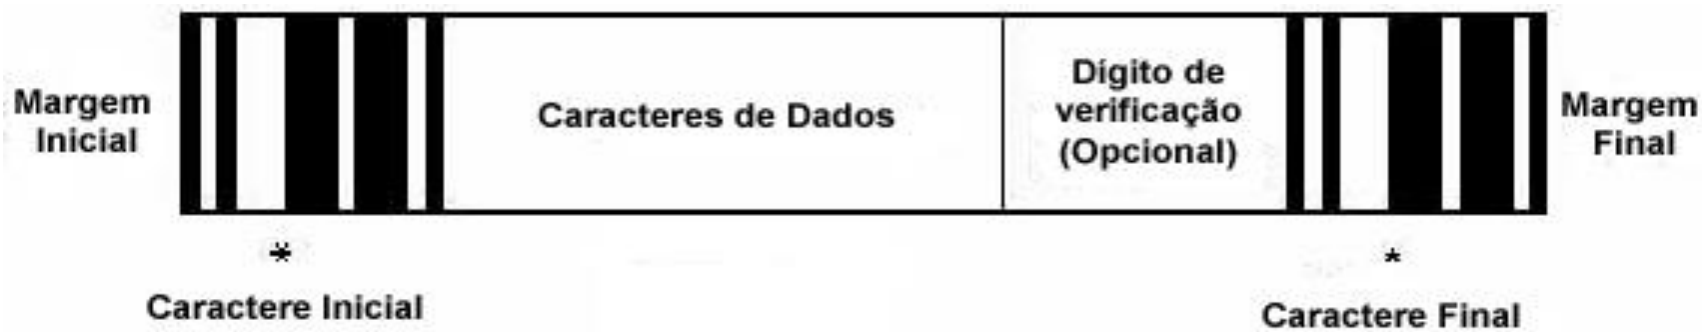 Margem
Inicial
Caracteres de Dados
Dígito de
verificação
(Opcional)
Margem
Final
*
Caractere Inicial
*
Caractere Final